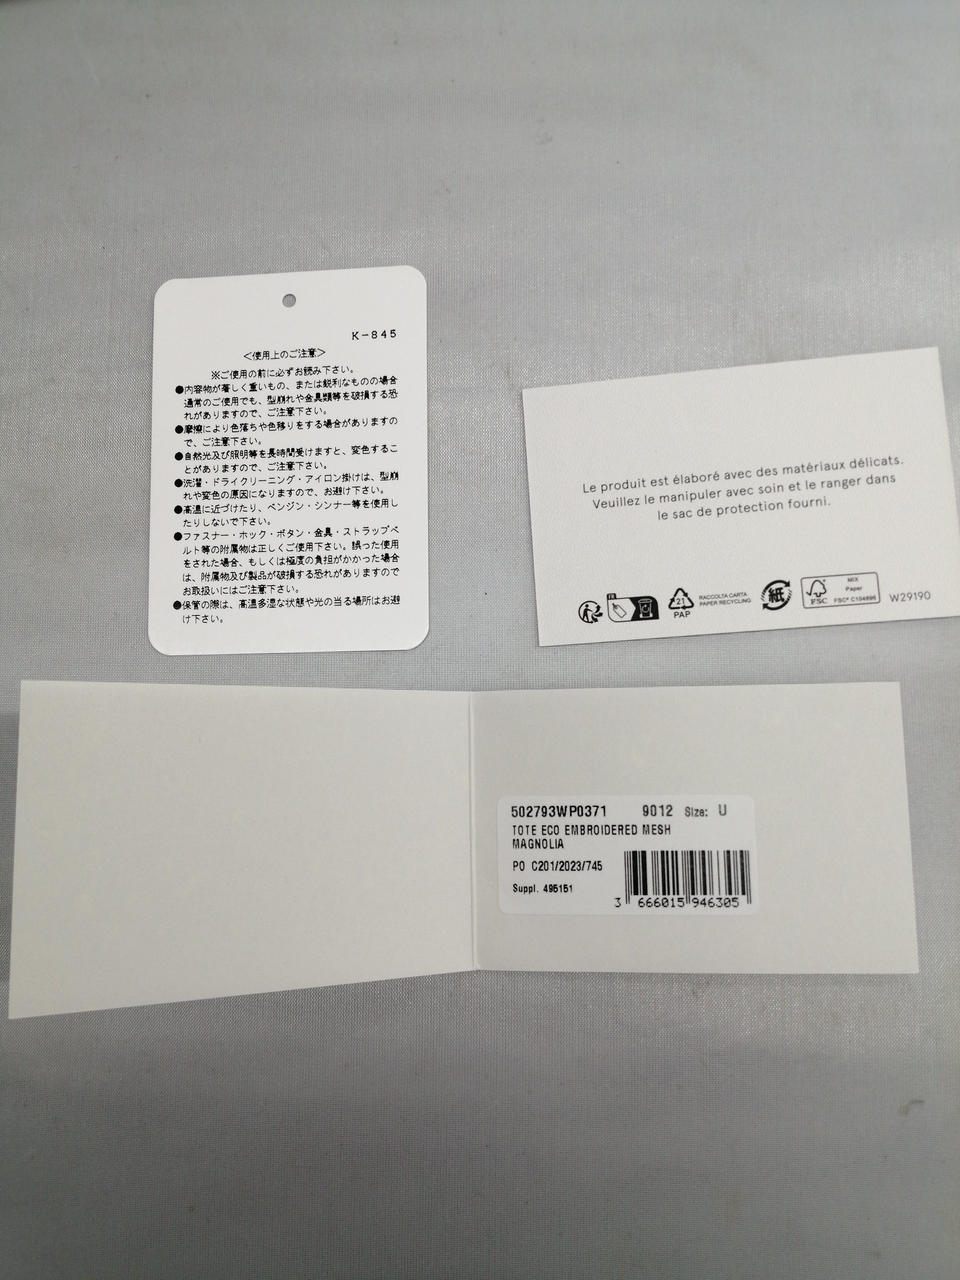 K-845
＜使用上のご注意＞
※ご使用の前に必ずお読み下さい。
●内容物が著しく重いもの、または鋭利なものの場合
通常のご使用でも、型崩れや金具類等を破損する恐
れがありますので、ご注意下さい。
●摩擦により色落ちや色移りをする場合がありますの
で、ご注意下さい。
●自然光及び照明等を長時間受けますと、変色するこ
とがありますので、ご注意下さい。
●洗濯・ドライクリーニング・アイロン掛けは、型崩
れや変色の原因になりますので、お避け下さい。
●高温に近づけたり、ベンジン・シンナー等を使用し
たりしないで下さい。
●ファスナー・ホック・ボタン・金具・ストラップベ
ルト等の附属物は正しくご使用下さい。誤った使用
をされた場合、もしくは極度の負担がかかった場合
は、附属物及び製品が破損する恐れがありますので
お取扱いにはご注意下さい。
●保管の際は、高温多湿な状態や光の当る場所はお避
け下さい。
Le produit est élaboré avec des matériaux délicats.
Veuillez le manipuler avec soin et le ranger dans
le sac de protection fourni.
FR
21
PAP
RACCOLTA CARTA
PAPER RECYCLING
紙
FSC
MIX
Paper
FSC® C104896
W29190
502793WP0371 9012 Size: U
TOTE ECO EMBROIDERED MESH
MAGNOLIA
PO C201/2023/745
Suppl. 495151
3 666015 946305